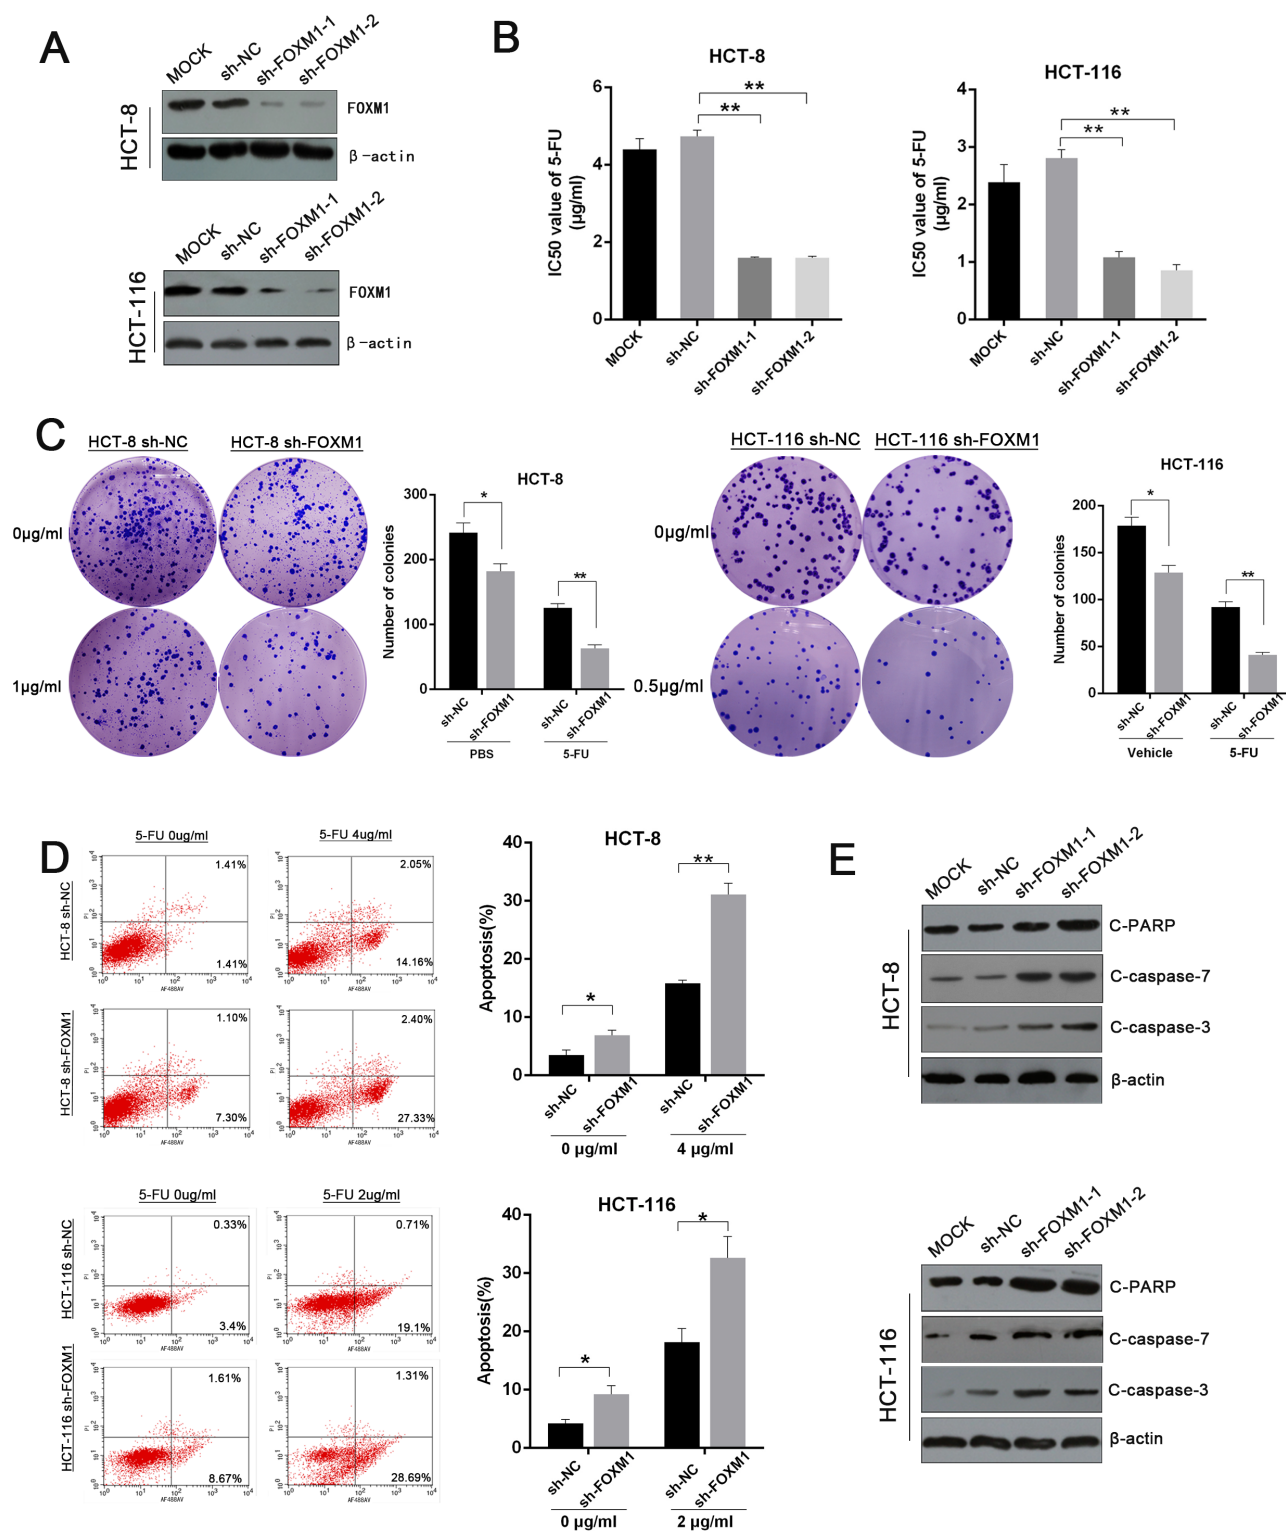 A
MOCK
sh-NC
sh-FOXM1-1
sh-FOXM1-2
HCT-8
FOXM1
β-actin
MOCK
sh-NC
sh-FOXM1-1
sh-FOXM1-2
HCT-116
FOXM1
β-actin
B
HCT-8
IC50 value of 5-FU
(μg/ml)
6
4
2
0
**
**
MOCK
sh-NC
sh-FOXM1-1
sh-FOXM1-2
HCT-116
IC50 value of 5-FU
(μg/ml)
4
3
2
1
0
**
**
MOCK
sh-NC
sh-FOXM1-1
sh-FOXM1-2
C
HCT-8 sh-NC
HCT-8 sh-FOXM1
0μg/ml
1μg/ml
HCT-8
Number of colonies
300
200
100
0
*
**
sh-NC
sh-FOXM1
sh-NC
sh-FOXM1
PBS
5-FU
HCT-116 sh-NC
HCT-116 sh-FOXM1
0μg/ml
0.5μg/ml
HCT-116
Number of colonies
200
150
100
50
0
*
**
sh-NC
sh-FOXM1
sh-NC
sh-FOXM1
Vehicle
5-FU
D
5-FU 0ug/ml
5-FU 4ug/ml
HCT-8 sh-NC
1.41%
1.41%
2.05%
14.16%
HCT-8 sh-FOXM1
1.10%
7.30%
2.40%
27.33%
HCT-8
Apoptosis(%)
40
30
20
10
0
*
**
sh-NC
sh-FOXM1
sh-NC
sh-FOXM1
0 μg/ml
4 μg/ml
5-FU 0ug/ml
5-FU 2ug/ml
HCT-116 sh-NC
0.33%
3.4%
0.71%
19.1%
HCT-116 sh-FOXM1
1.61%
8.67%
1.31%
28.69%
HCT-116
Apoptosis(%)
40
30
20
10
0
*
*
sh-NC
sh-FOXM1
sh-NC
sh-FOXM1
0 μg/ml
2 μg/ml
E
MOCK
sh-NC
sh-FOXM1-1
sh-FOXM1-2
HCT-8
C-PARP
C-caspase-7
C-caspase-3
β-actin
MOCK
sh-NC
sh-FOXM1-1
sh-FOXM1-2
HCT-116
C-PARP
C-caspase-7
C-caspase-3
β-actin